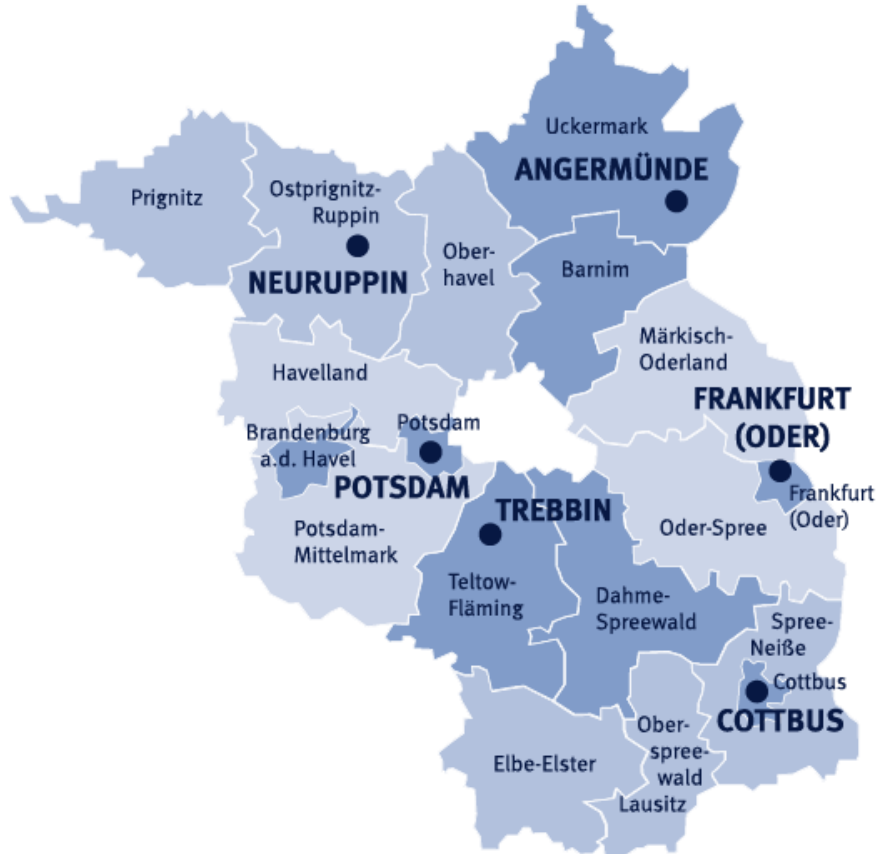 Uckermark
ANGERMÜNDE
Prignitz
Ostprignitz-
Ruppin
NEURUPPIN
Ober-
havel
Barnim
Märkisch-
Oderland
Havelland
FRANKFURT
(ODER)
Potsdam
Brandenburg
a.d. Havel
POTSDAM
TREBBIN
Frankfurt
(Oder)
Oder-Spree
Potsdam-
Mittelmark
Teltow-
Fläming
Dahme-
Spreewald
Spree-
Neiße
Cottbus
COTTBUS
Ober-
spree-
wald
Lausitz
Elbe-Elster